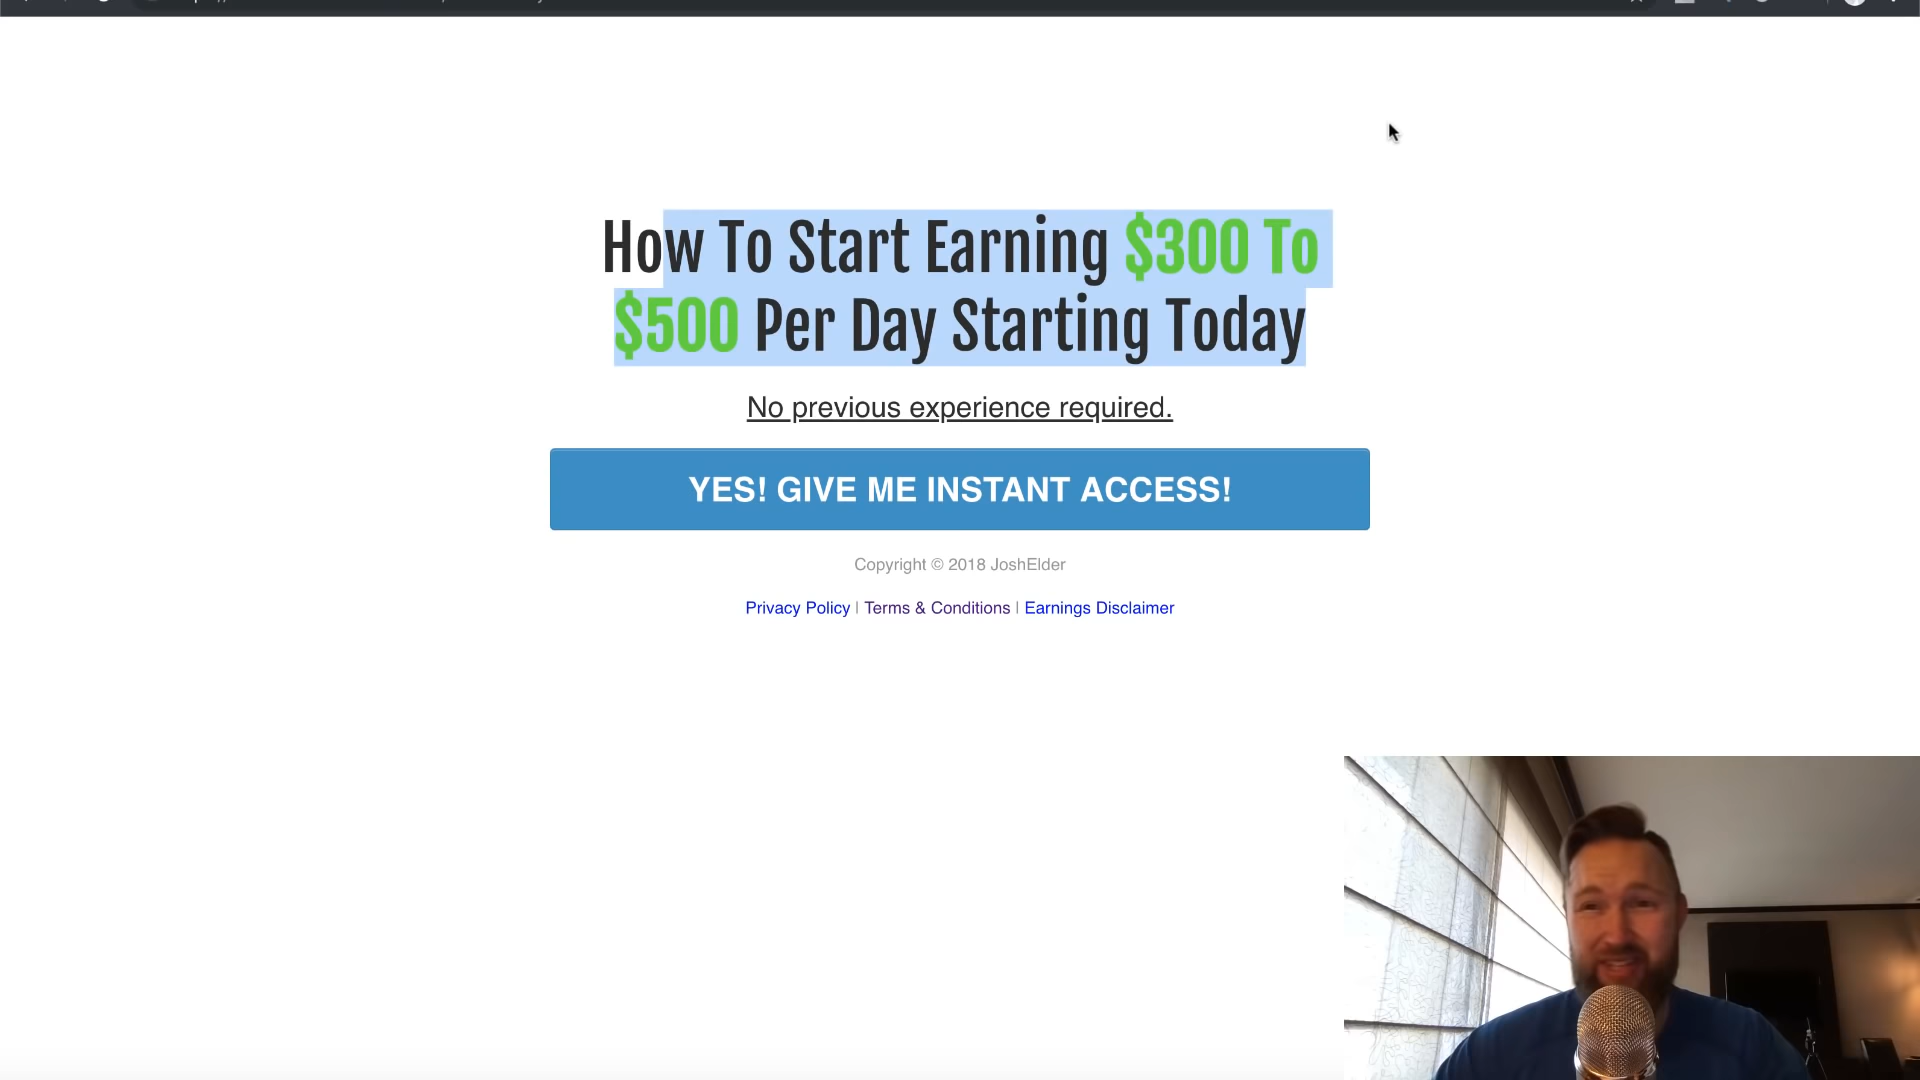 How To Start Earning $300 To
$500 Per Day Starting Today
No previous experience required.
YES! GIVE ME INSTANT ACCESS!
Copyright © 2018 JoshElder
Privacy Policy | Terms & Conditions | Earnings Disclaimer